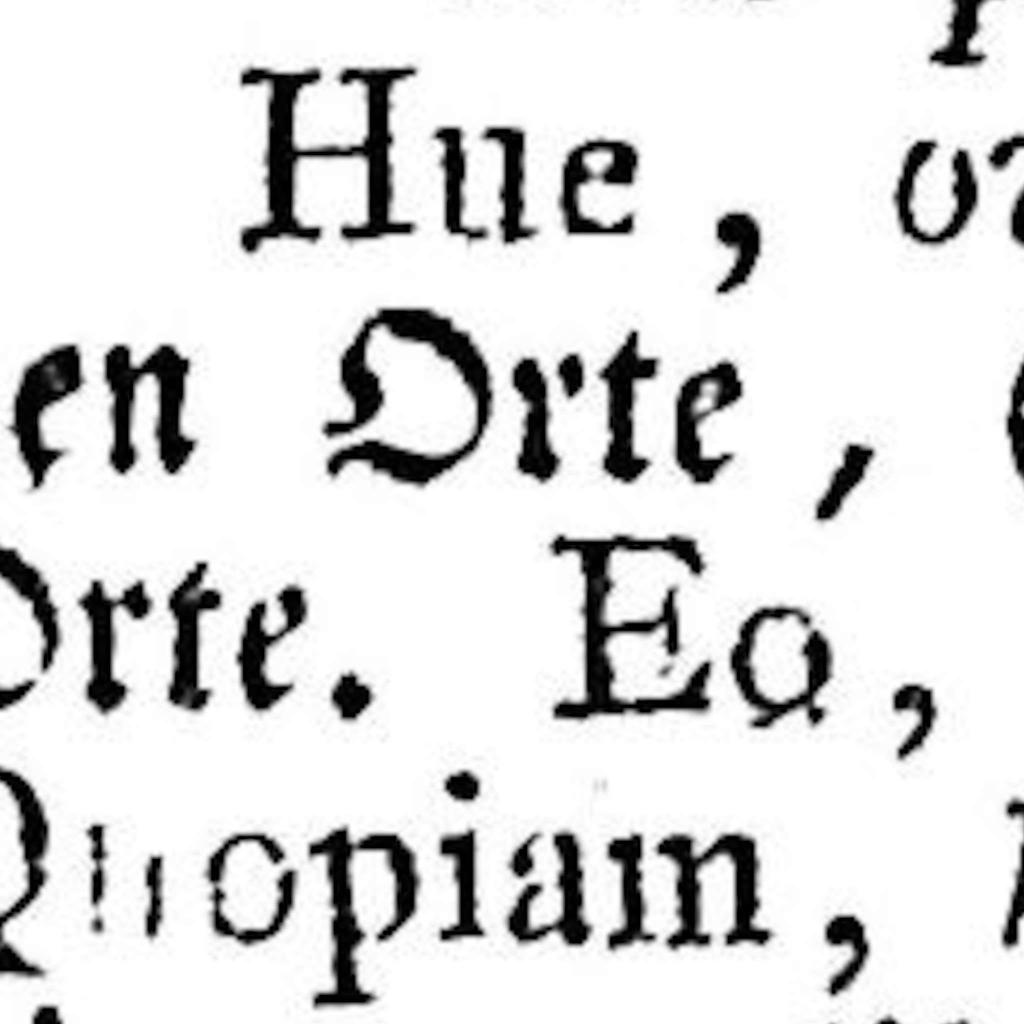 Hue,
en Orte,
Orte. Eo,
Quopiam,